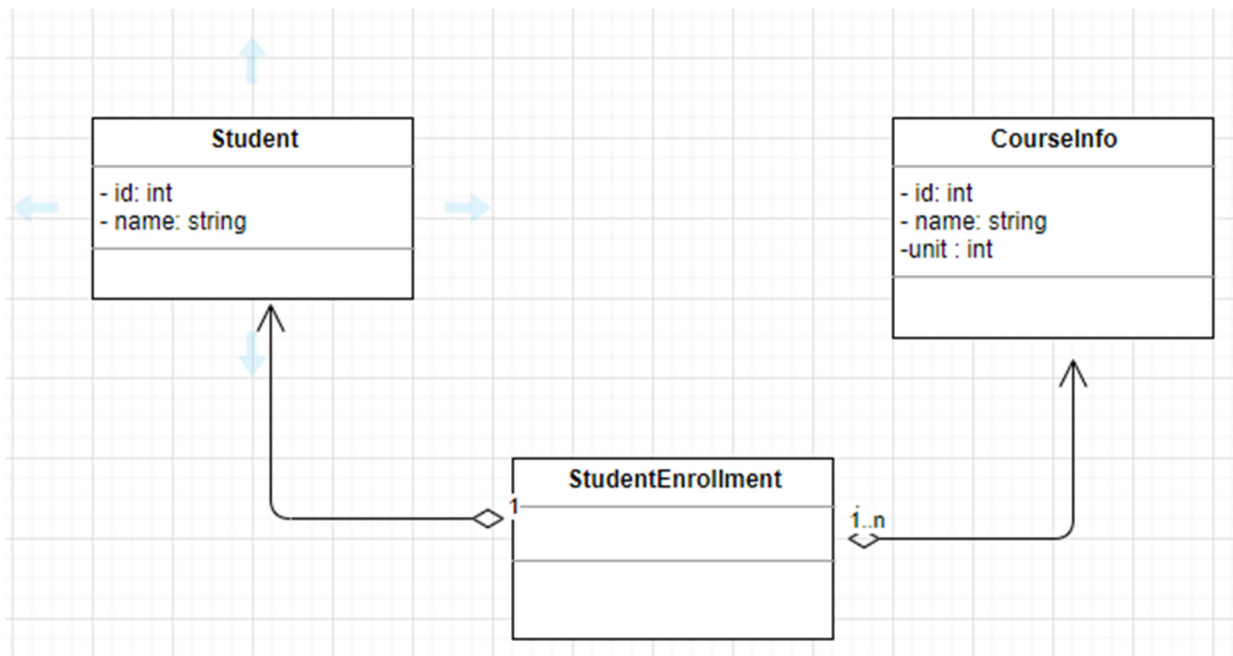 Student
- id: int
- name: string
CourseInfo
- id: int
- name: string
-unit : int
StudentEnrollment
1
1..n